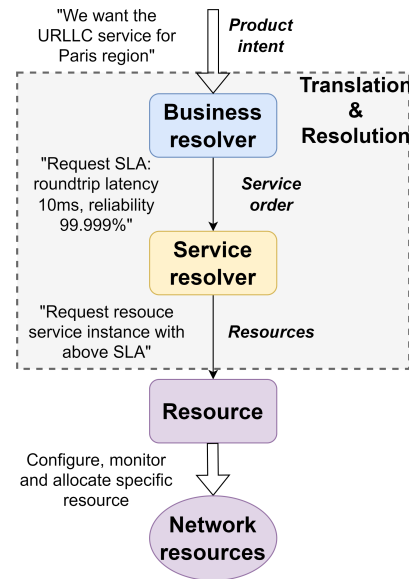 "We want the
URLLC service for
Paris region"
Product
intent
Translation
&
Resolution
Business
resolver
"Request SLA:
roundtrip latency
10ms, reliability
99.999%"
Service
order
Service
resolver
"Request resouce
service instance with
above SLA"
Resources
Resource
Configure, monitor
and allocate specific
resource
Network
resources